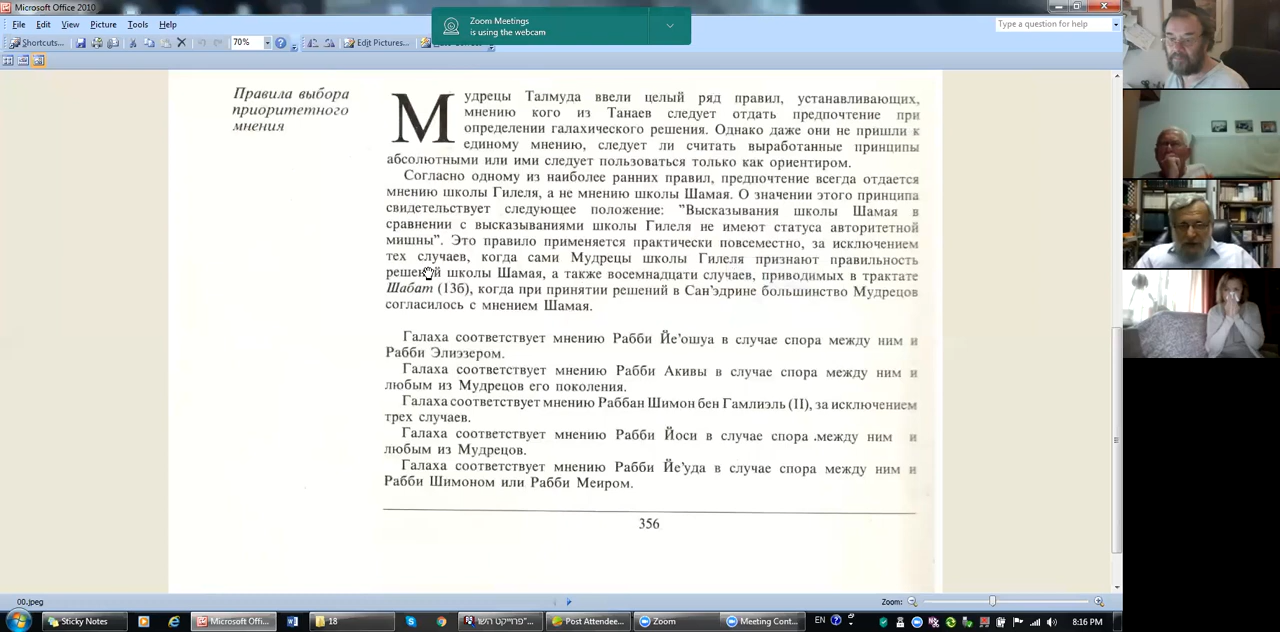 Microsoft Office 2010
File Edit View Picture Tools Help
Type a question for help
Shortcuts... 70% Edit Pictures...
Zoom Meetings
is using the webcam
Правила выбора
приоритетного
мнения
Мудрецы Талмуда ввели целый ряд правил, устанавливающих,
мнению кого из Танаев следует отдать предпочтение при
определении галахического решения. Однако даже они не пришли к
единому мнению, следует ли считать выработанные принципы
абсолютными или ими следует пользоваться только как ориентиром.
Согласно одному из наиболее ранних правил, предпочтение всегда отдается
мнению школы Гилеля, а не мнению школы Шамая. О значении этого принципа
свидетельствует следующее положение: "Высказывания школы Шамая в
сравнении с высказываниями школы Гилеля не имеют статуса авторитетной
мишны". Это правило применяется практически повсеместно, за исключением
тех случаев, когда сами Мудрецы школы Гилеля признают правильность
решений школы Шамая, а также восемнадцати случаев, приводимых в трактате
Шабат (13б), когда при принятии решений в Сан'эдрине большинство Мудрецов
согласилось с мнением Шамая.
Галаха соответствует мнению Рабби Йе'ошуа в случае спора между ним и
Рабби Элиэзером.
Галаха соответствует мнению Рабби Акивы в случае спора между ним и
любым из Мудрецов его поколения.
Галаха соответствует мнению Раббан Шимон бен Гамлиэль (II), за исключением
трех случаев.
Галаха соответствует мнению Рабби Йоси в случае спора .между ним и
любым из Мудрецов.
Галаха соответствует мнению Рабби Йе'уда в случае спора между ним и
Рабби Шимоном или Рабби Меиром.
356
00.jpeg Zoom:
Sticky Notes Microsoft Offic... 18 Post Attendee... Zoom Meeting Cont... EN 8:16 PM